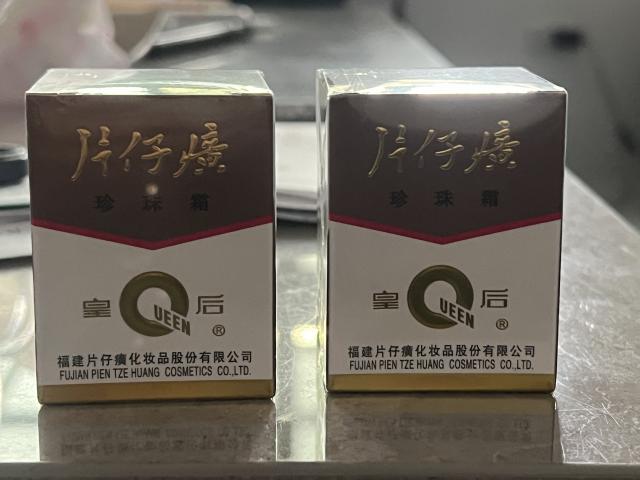 片仔癀
珍珠霜
皇 QUEEN 后
®
福建片仔癀化妆品股份有限公司
FUJIAN PIEN TZE HUANG COSMETICS CO.,LTD.
片仔癀
珍珠霜
皇 QUEEN 后
®
福建片仔癀化妆品股份有限公司
FUJIAN PIEN TZE HUANG COSMETICS CO.,LTD.